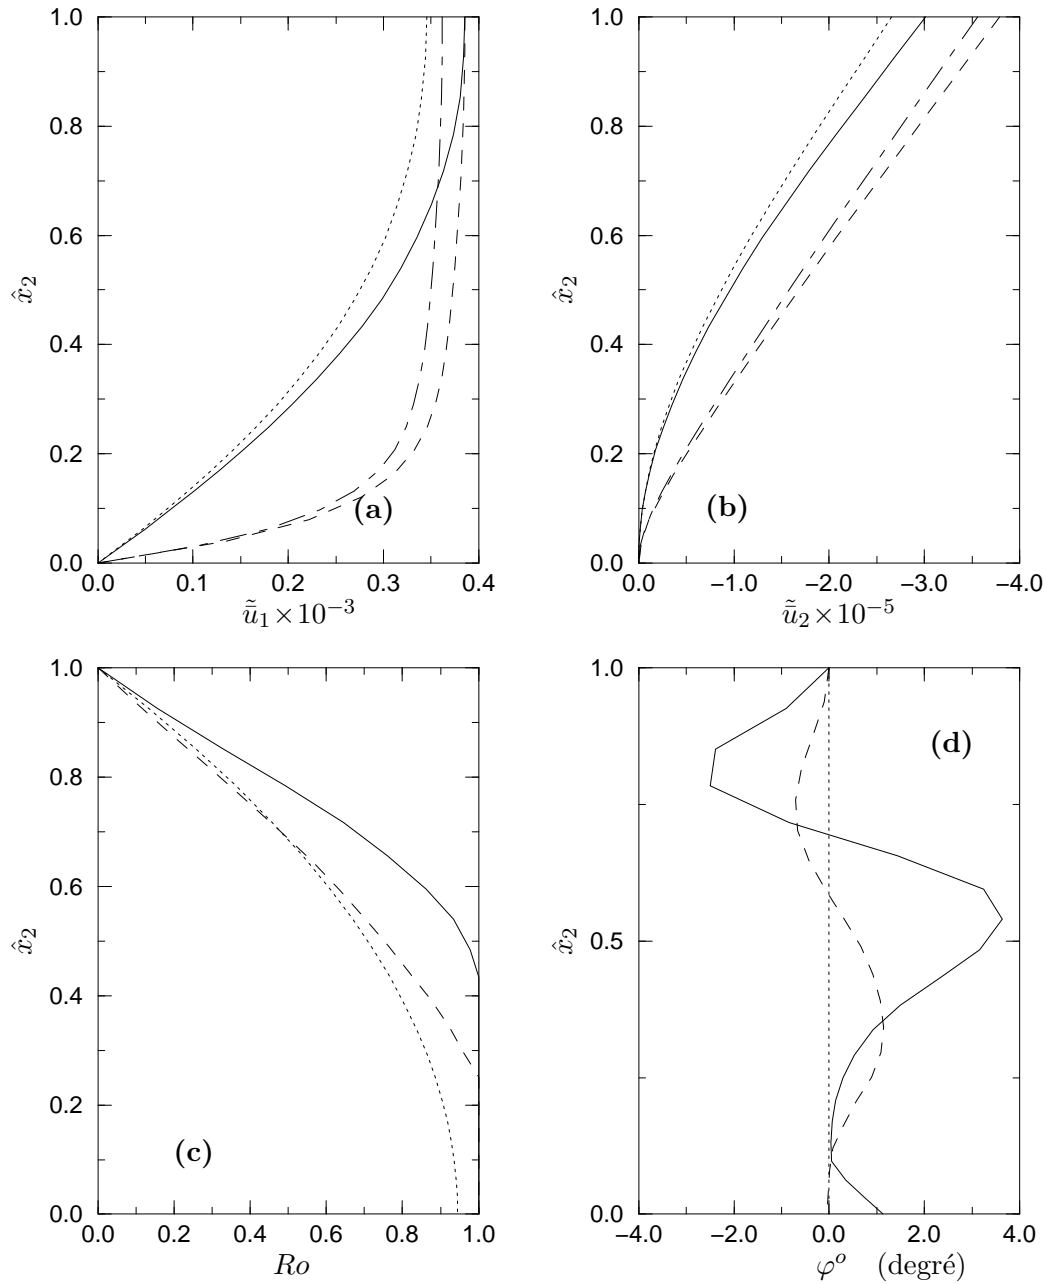 1.0 1.0
0.8 0.8
0.6 0.6
x̂₂ x̂₂
0.4 0.4
0.2 0.2
(a) (b)
0.0 0.0
0.0 0.1 0.2 0.3 0.4 0.0 −1.0 −2.0 −3.0 −4.0
ũ̄₁×10⁻³ ũ̄₂×10⁻⁵
1.0 1.0
(d)
0.8
0.6
x̂₂ 0.5 x̂₂
0.4
0.2
(c)
0.0 0.0
0.0 0.2 0.4 0.6 0.8 1.0 −4.0 −2.0 0.0 2.0 4.0
Ro φᵒ (degré)